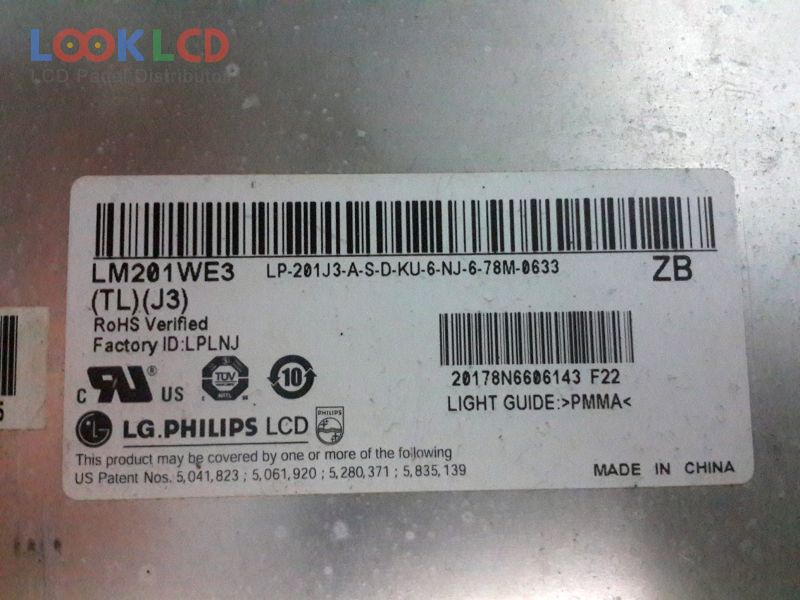 LOOKLCD
LCD Panel Distributor
LM201WE3 LP-201J3-A-S-D-KU-6-NJ-6-78M-0633 ZB
(TL)(J3)
RoHS Verified
Factory ID:LPLNJ
20178N6606143 F22
LIGHT GUIDE:>PMMA<
c RU US TUV 10
LG.PHILIPS LCD PHILIPS
This product may be covered by one or more of the following
US Patent Nos. 5,041,823 ; 5,061,920 ; 5,280,371 ; 5,835,139
MADE IN CHINA
5